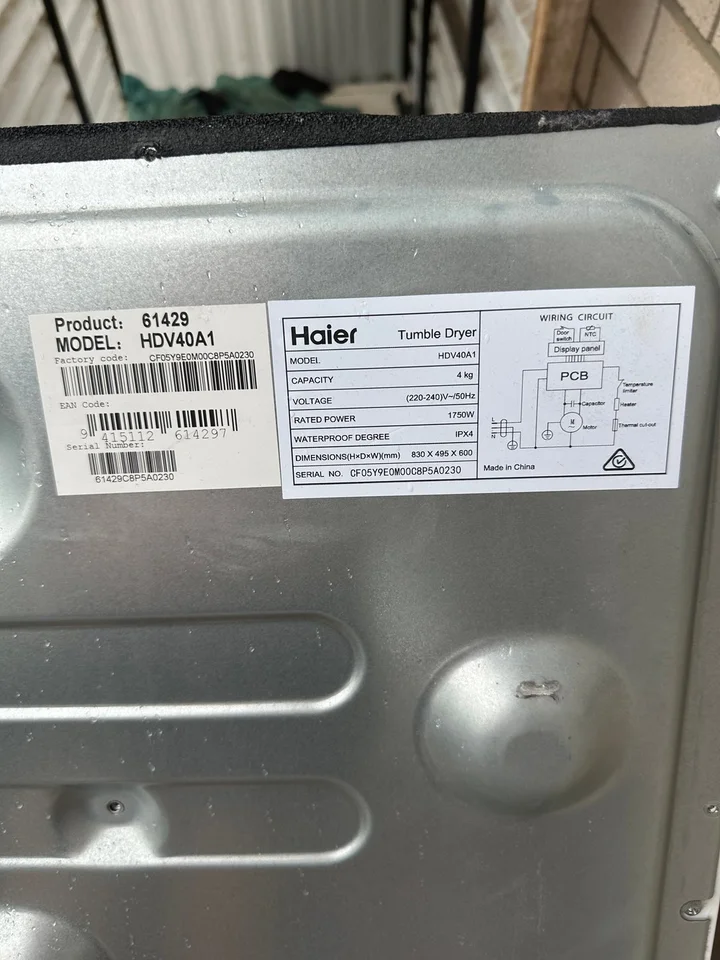 Product: 61429
MODEL: HDV40A1
Factory code: CF05Y9E0M00C8P5A0230
EAN Code:
9 415112 614297
Serial Number:
61429C8P5A0230
Haier Tumble Dryer
MODEL HDV40A1
CAPACITY 4 kg
VOLTAGE (220-240)V~/50Hz
RATED POWER 1750W
WATERPROOF DEGREE IPX4
DIMENSIONS(H×D×W)(mm) 830 X 495 X 600
SERIAL NO. CF05Y9E0M00C8P5A0230
WIRING CIRCUIT
Door switch
NTC
Display panel
PCB
Temperature limiter
Capacitor
Heater
M
Motor
Thermal cut-out
L
N
Made in China